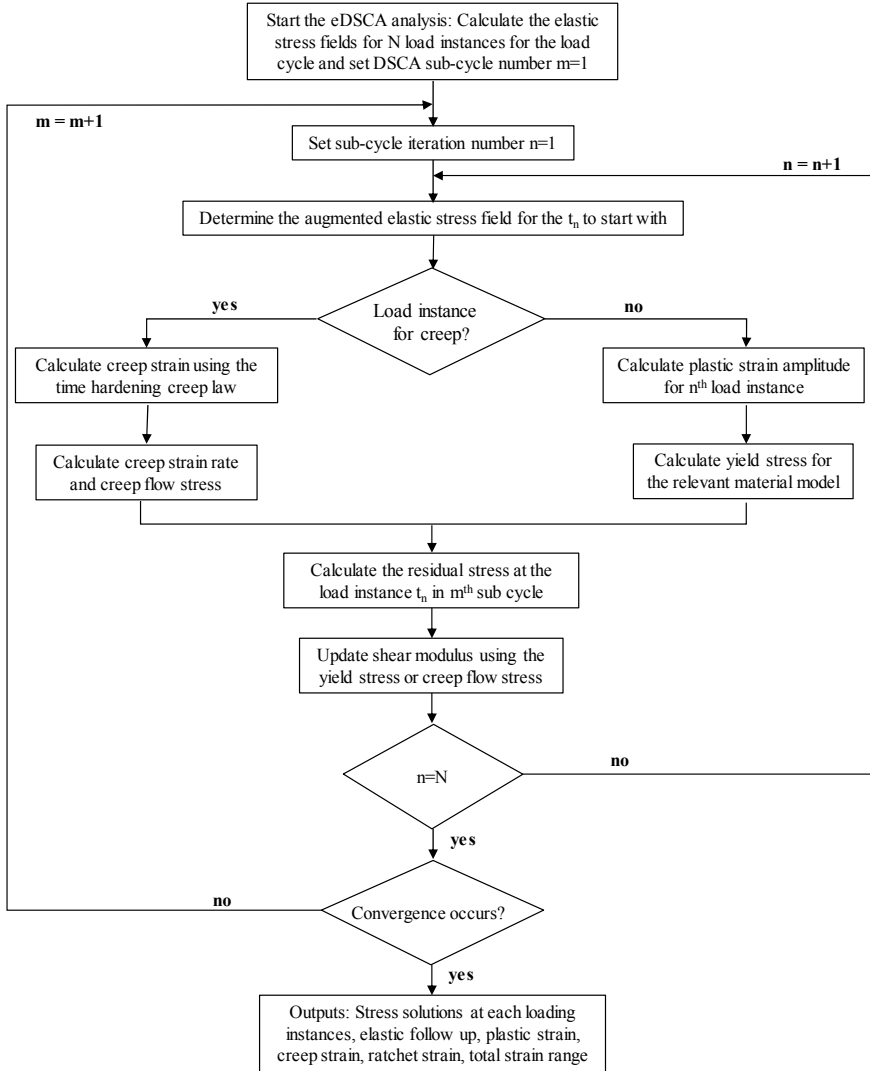 Start the eDSCA analysis: Calculate the elastic
stress fields for N load instances for the load
cycle and set DSCA sub-cycle number m=1
m = m+1
Set sub-cycle iteration number n=1
n = n+1
Determine the augmented elastic stress field for the tn to start with
yes
Load instance
for creep?
no
Calculate creep strain using the
time hardening creep law
Calculate plastic strain amplitude
for nth load instance
Calculate creep strain rate
and creep flow stress
Calculate yield stress for
the relevant material model
Calculate the residual stress at the
load instance tn in mth sub cycle
Update shear modulus using the
yield stress or creep flow stress
n=N
no
yes
no
Convergence occurs?
yes
Outputs: Stress solutions at each loading
instances, elastic follow up, plastic strain,
creep strain, ratchet strain, total strain range